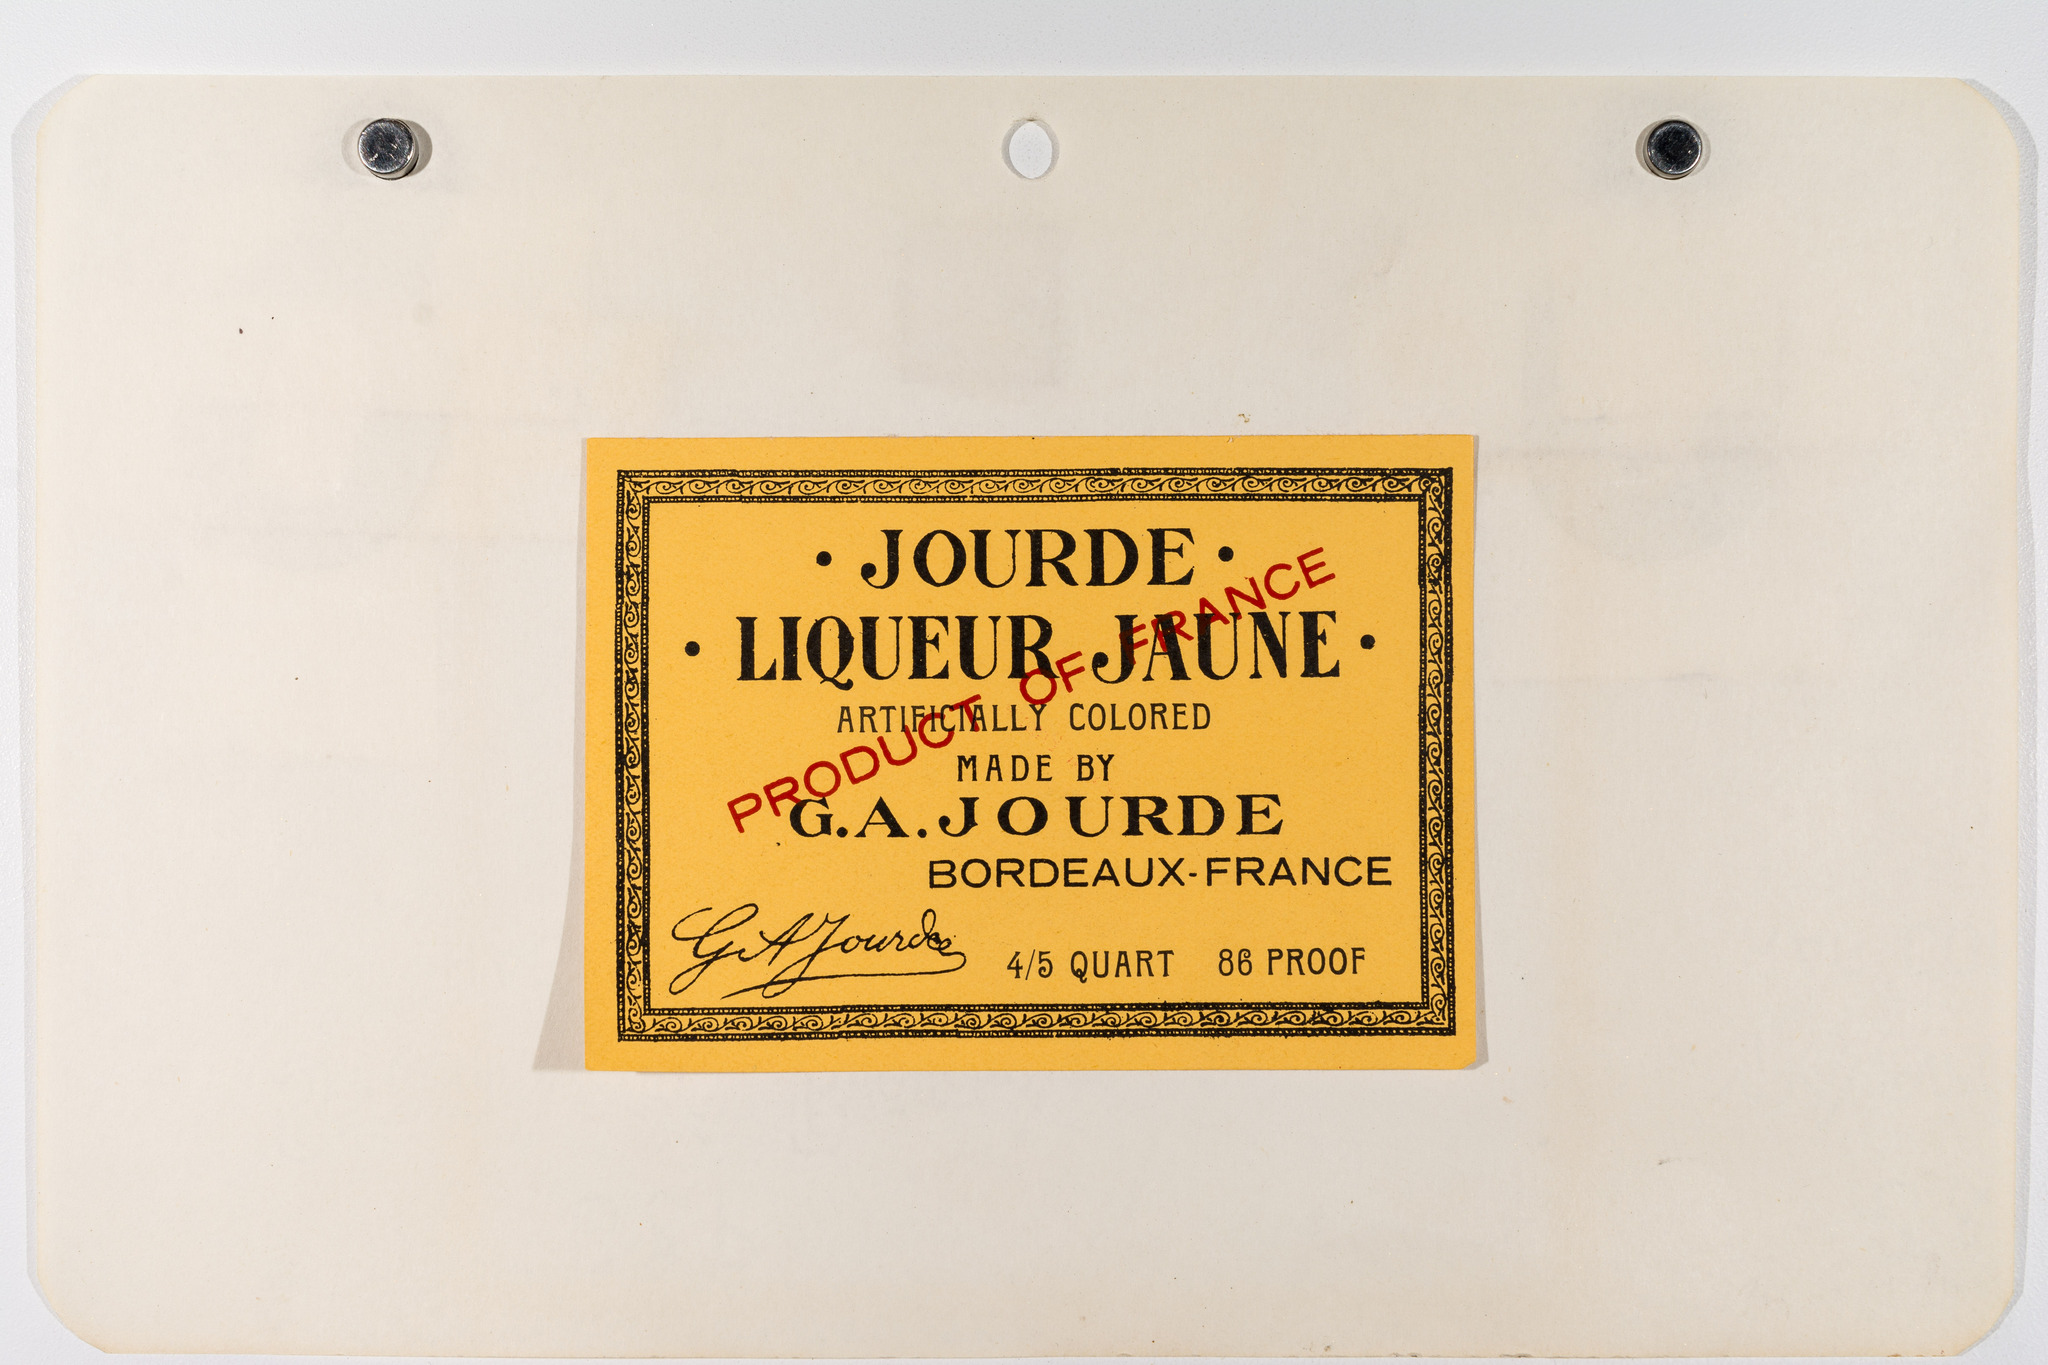 · JOURDE ·
· LIQUEUR JAUNE ·
PRODUCT OF FRANCE
ARTIFICIALLY COLORED
MADE BY
G.A. JOURDE
BORDEAUX-FRANCE
G A Jourde
4/5 QUART 86 PROOF